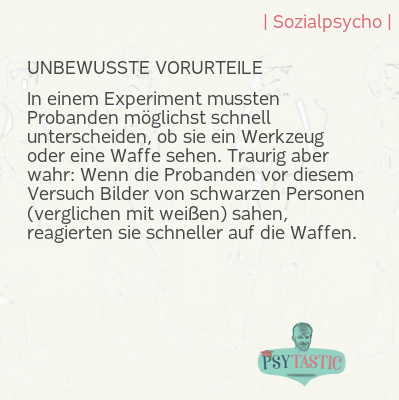 | Sozialpsycho |
UNBEWUSSTE VORURTEILE
In einem Experiment mussten
Probanden möglichst schnell
unterscheiden, ob sie ein Werkzeug
oder eine Waffe sehen. Traurig aber
wahr: Wenn die Probanden vor diesem
Versuch Bilder von schwarzen Personen
(verglichen mit weißen) sahen,
reagierten sie schneller auf die Waffen.
PSYTASTIC